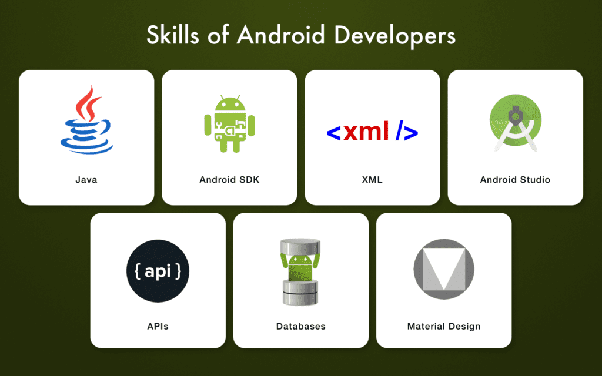 Skills of Android Developers
Java
Android SDK
<xml />
XML
Android Studio
{api}
APIs
Databases
Material Design